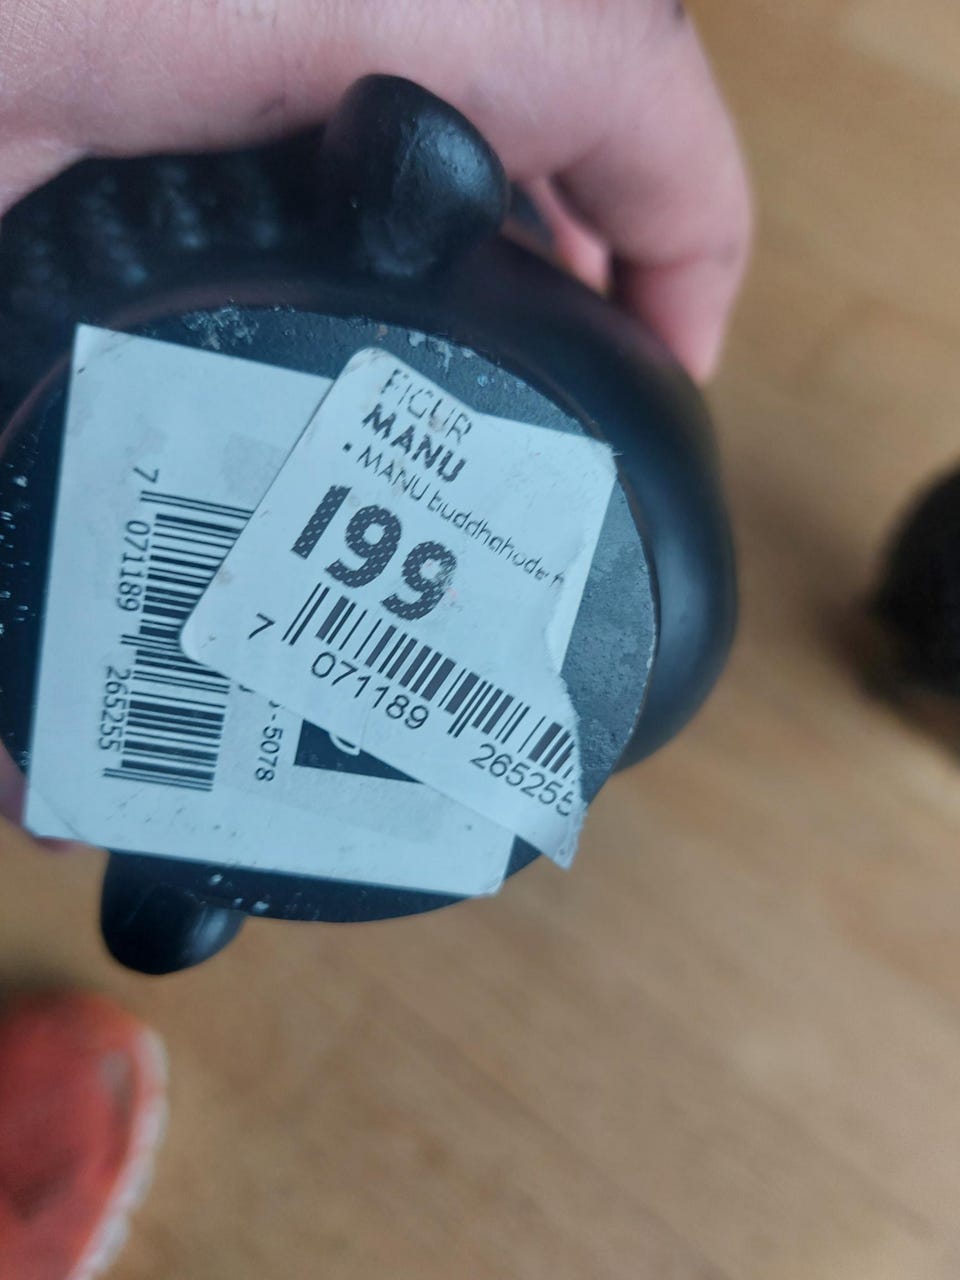 FIGUR
MANU
• MANU buddhahode
199
7 071189 265255
7 071189 265255
- 5078